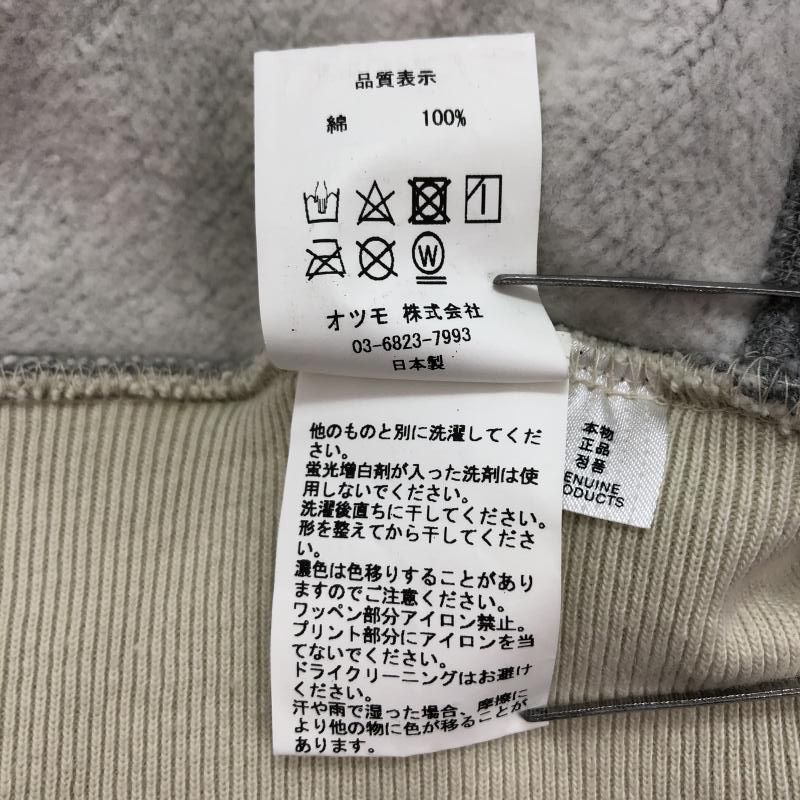 品質表示
綿 100%
W
オツモ 株式会社
03-6823-7993
日本製
他のものと別に洗濯してくだ
さい。
蛍光増白剤が入った洗剤は使
用しないでください。
洗濯後直ちに干してください。
形を整えてから干してくださ
い。
濃色は色移りすることがあり
ますのでご注意ください。
ワッペン部分アイロン禁止。
プリント部分にアイロンを当
てないでください。
ドライクリーニングはお避け
ください。
汗や雨で湿った場合、摩擦に
より他の物に色が移ることが
あります。
本物
正品
정품
ENUINE
ODUCTS